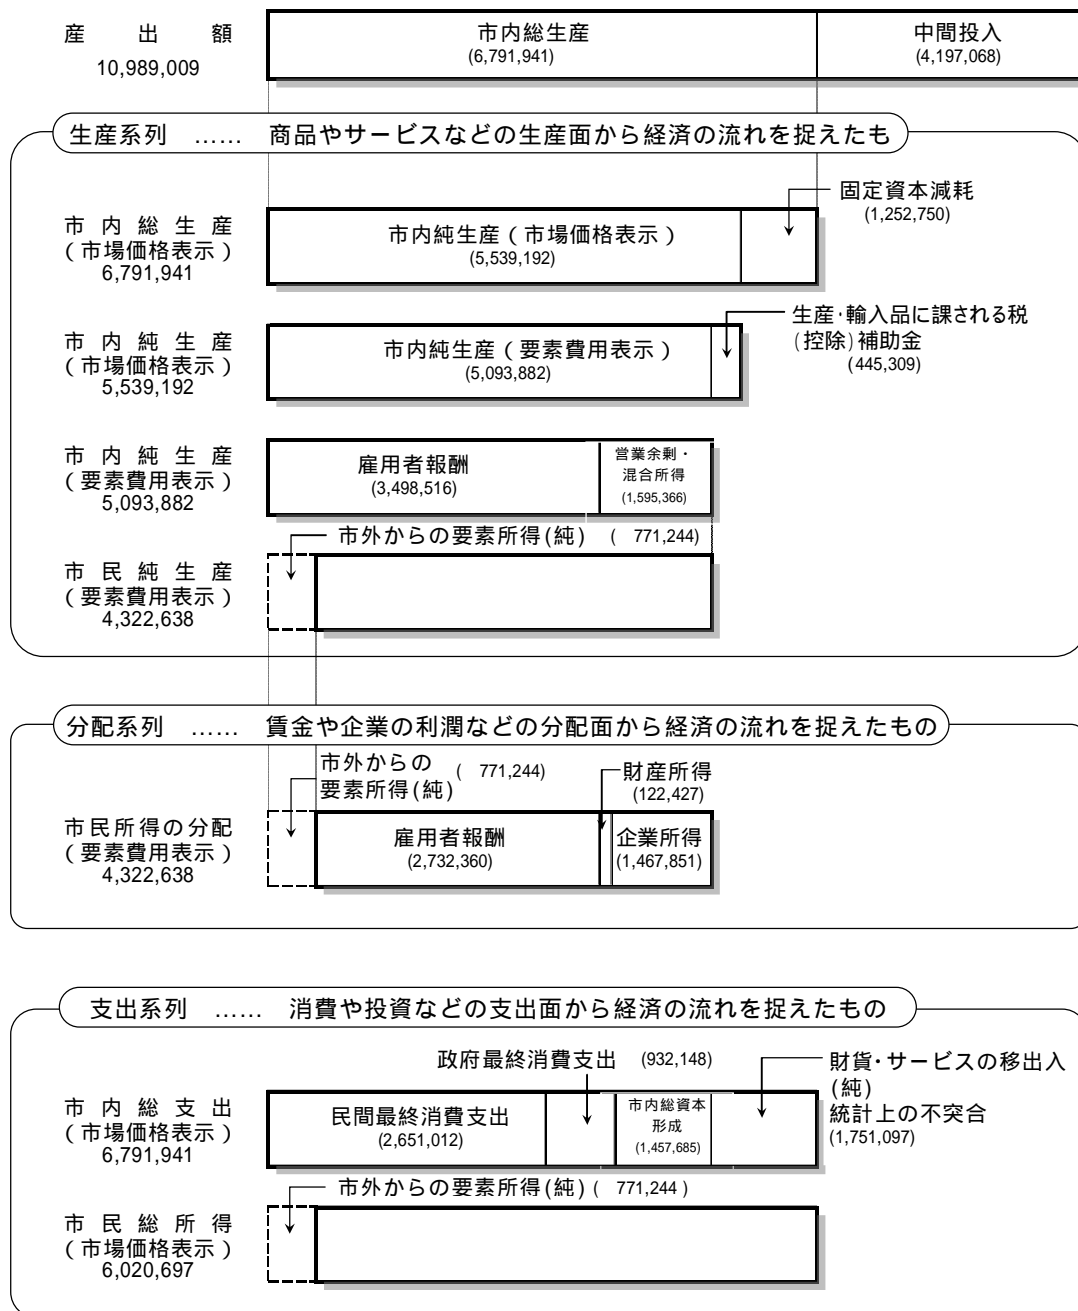 産出額
10,989,009
市内総生産
(6,791,941)
中間投入
(4,197,068)
生産系列 …… 商品やサービスなどの生産面から経済の流れを捉えたも
固定資本減耗
(1,252,750)
市内総生産
(市場価格表示)
6,791,941
市内純生産(市場価格表示)
(5,539,192)
生産・輸入品に課される税
(控除)補助金
(445,309)
市内純生産
(市場価格表示)
5,539,192
市内純生産(要素費用表示)
(5,093,882)
市内純生産
(要素費用表示)
5,093,882
雇用者報酬
(3,498,516)
営業余剰・
混合所得
(1,595,366)
市外からの要素所得(純) ( 771,244)
市民純生産
(要素費用表示)
4,322,638
分配系列 …… 賃金や企業の利潤などの分配面から経済の流れを捉えたもの
市外からの
要素所得(純)
( 771,244)
財産所得
(122,427)
市民所得の分配
(要素費用表示)
4,322,638
雇用者報酬
(2,732,360)
企業所得
(1,467,851)
支出系列 …… 消費や投資などの支出面から経済の流れを捉えたもの
政府最終消費支出 (932,148)
財貨・サービスの移出入
(純)
統計上の不突合
(1,751,097)
市内総支出
(市場価格表示)
6,791,941
民間最終消費支出
(2,651,012)
市内総資本
形成
(1,457,685)
市外からの要素所得(純) ( 771,244 )
市民総所得
(市場価格表示)
6,020,697